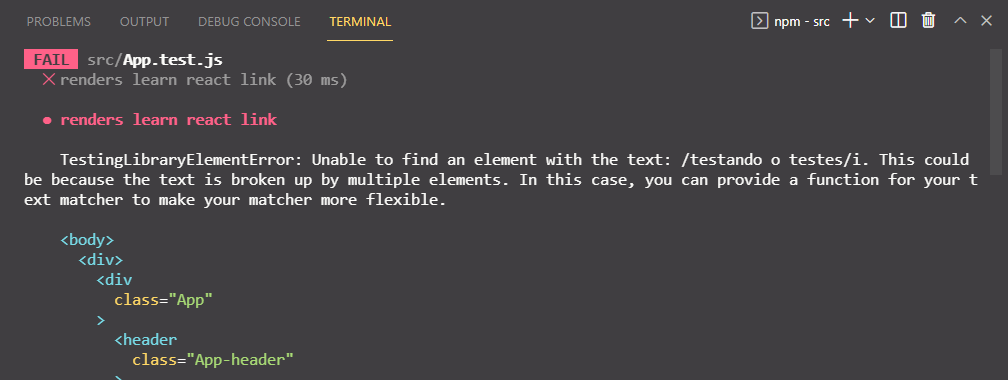 PROBLEMS OUTPUT DEBUG CONSOLE TERMINAL npm - src
FAIL src/App.test.js
✕ renders learn react link (30 ms)
● renders learn react link
TestingLibraryElementError: Unable to find an element with the text: /testando o testes/i. This could
be because the text is broken up by multiple elements. In this case, you can provide a function for your t
ext matcher to make your matcher more flexible.
<body>
<div>
<div
class="App"
>
<header
class="App-header"
>